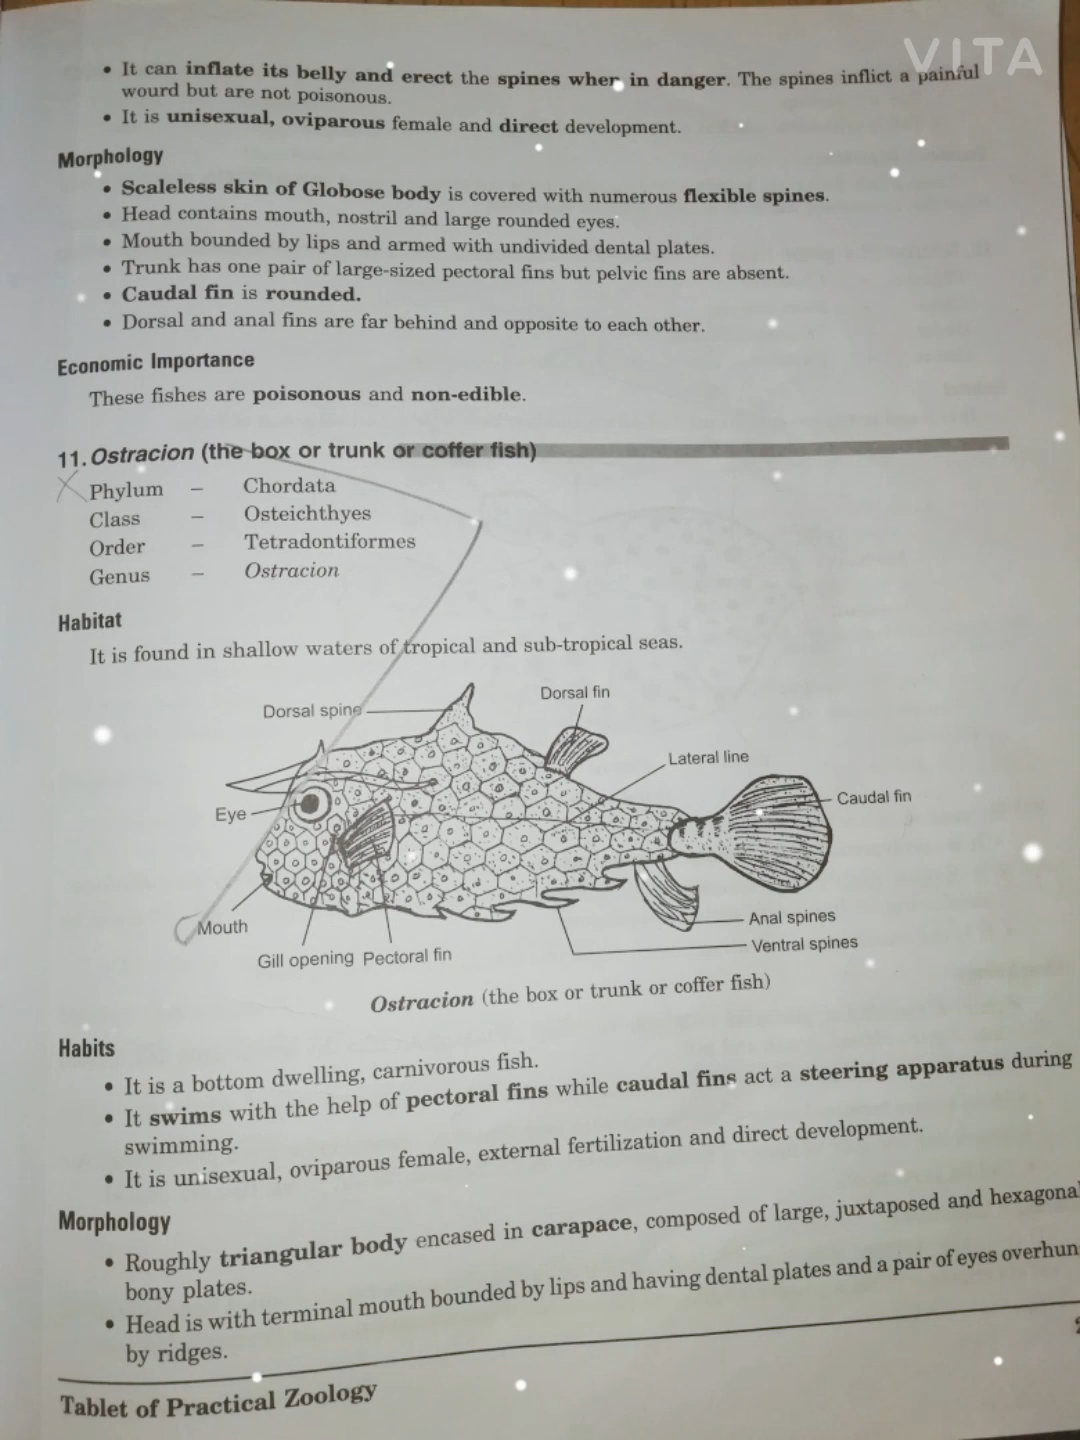 VITA
• It can inflate its belly and erect the spines when in danger. The spines inflict a painful
wourd but are not poisonous.
• It is unisexual, oviparous female and direct development.
Morphology
• Scaleless skin of Globose body is covered with numerous flexible spines.
• Head contains mouth, nostril and large rounded eyes.
• Mouth bounded by lips and armed with undivided dental plates.
• Trunk has one pair of large-sized pectoral fins but pelvic fins are absent.
• Caudal fin is rounded.
• Dorsal and anal fins are far behind and opposite to each other.
Economic Importance
These fishes are poisonous and non-edible.
11. Ostracion (the box or trunk or coffer fish)
Phylum – Chordata
Class – Osteichthyes
Order – Tetradontiformes
Genus – Ostracion
Habitat
It is found in shallow waters of tropical and sub-tropical seas.
Dorsal fin
Dorsal spine
Lateral line
Caudal fin
Eye
Mouth
Anal spines
Ventral spines
Gill opening Pectoral fin
Ostracion (the box or trunk or coffer fish)
Habits
• It is a bottom dwelling, carnivorous fish.
• It swims with the help of pectoral fins while caudal fins act a steering apparatus during
swimming.
• It is unisexual, oviparous female, external fertilization and direct development.
Morphology
• Roughly triangular body encased in carapace, composed of large, juxtaposed and hexagonal
bony plates.
• Head is with terminal mouth bounded by lips and having dental plates and a pair of eyes overhun
by ridges.
Tablet of Practical Zoology